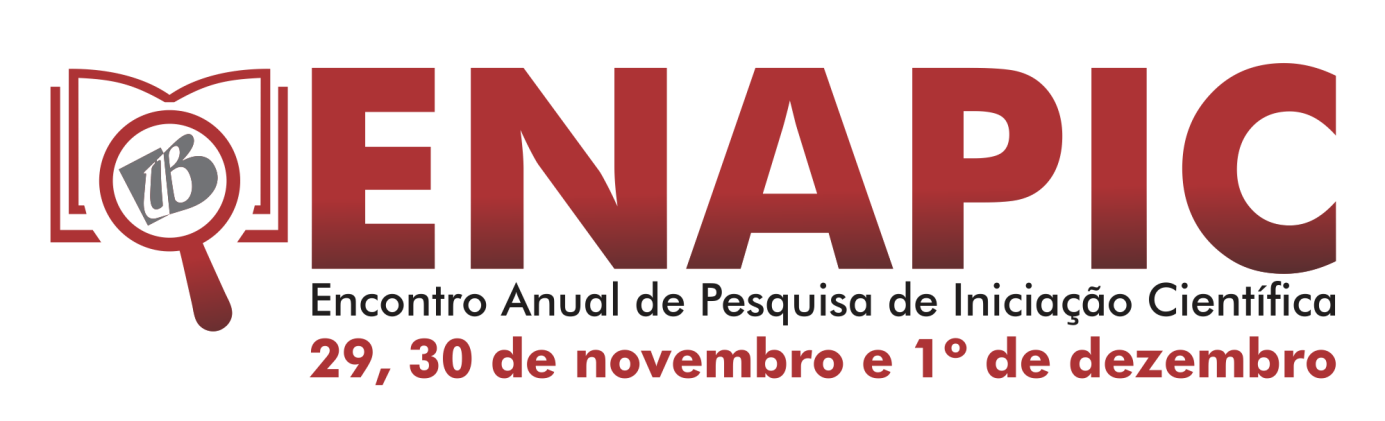 UB
ENAPIC
Encontro Anual de Pesquisa de Iniciação Científica
29, 30 de novembro e 1º de dezembro